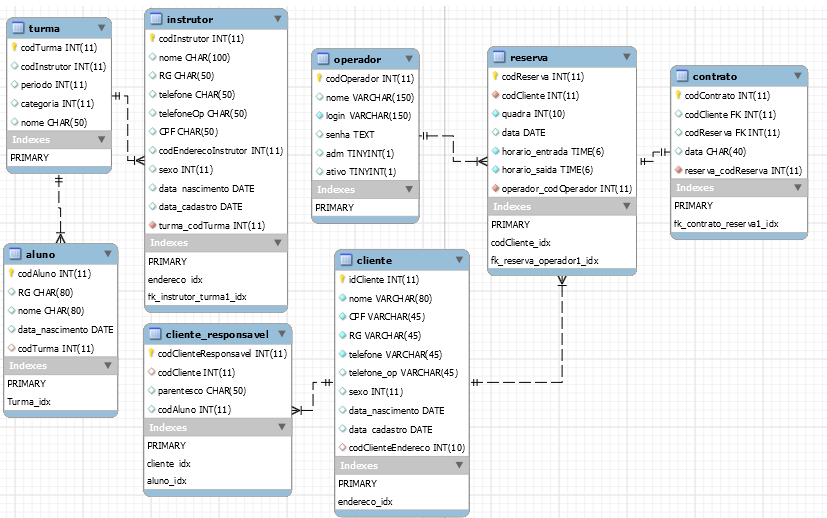 turma
codTurma INT(11)
codInstrutor INT(11)
periodo INT(11)
categoria INT(11)
nome CHAR(50)
Indexes
PRIMARY
instrutor
codInstrutor INT(11)
nome CHAR(100)
RG CHAR(50)
telefone CHAR(50)
telefoneOp CHAR(50)
CPF CHAR(50)
codEnderecoInstrutor INT(11)
sexo INT(11)
data_nascimento DATE
data_cadastro DATE
turma_codTurma INT(11)
Indexes
PRIMARY
endereco_idx
fk_instrutor_turma1_idx
operador
codOperador INT(11)
nome VARCHAR(150)
login VARCHAR(150)
senha TEXT
adm TINYINT(1)
ativo TINYINT(1)
Indexes
PRIMARY
reserva
codReserva INT(11)
codCliente INT(11)
quadra INT(10)
data DATE
horario_entrada TIME(6)
horario_saida TIME(6)
operador_codOperador INT(11)
Indexes
PRIMARY
codCliente_idx
fk_reserva_operador1_idx
contrato
codContrato INT(11)
codCliente FK INT(11)
codReserva FK INT(11)
data CHAR(40)
reserva_codReserva INT(11)
Indexes
PRIMARY
fk_contrato_reserva1_idx
aluno
codAluno INT(11)
RG CHAR(80)
nome CHAR(80)
data_nascimento DATE
codTurma INT(11)
Indexes
PRIMARY
Turma_idx
cliente_responsavel
codClienteResponsavel INT(11)
codCliente INT(11)
parentesco CHAR(50)
codAluno INT(11)
Indexes
PRIMARY
cliente_idx
aluno_idx
cliente
idCliente INT(11)
nome VARCHAR(80)
CPF VARCHAR(45)
RG VARCHAR(45)
telefone VARCHAR(45)
telefone_op VARCHAR(45)
sexo INT(11)
data_nascimento DATE
data_cadastro DATE
codClienteEndereco INT(10)
Indexes
PRIMARY
endereco_idx